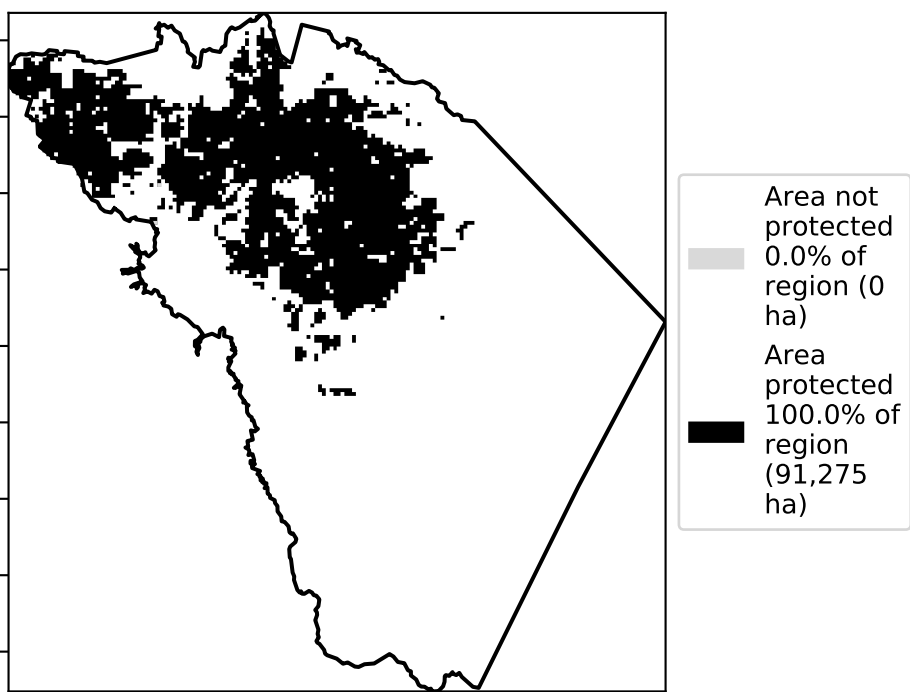 Area not
protected
0.0% of
region (0
ha)
Area
protected
100.0% of
region
(91,275
ha)